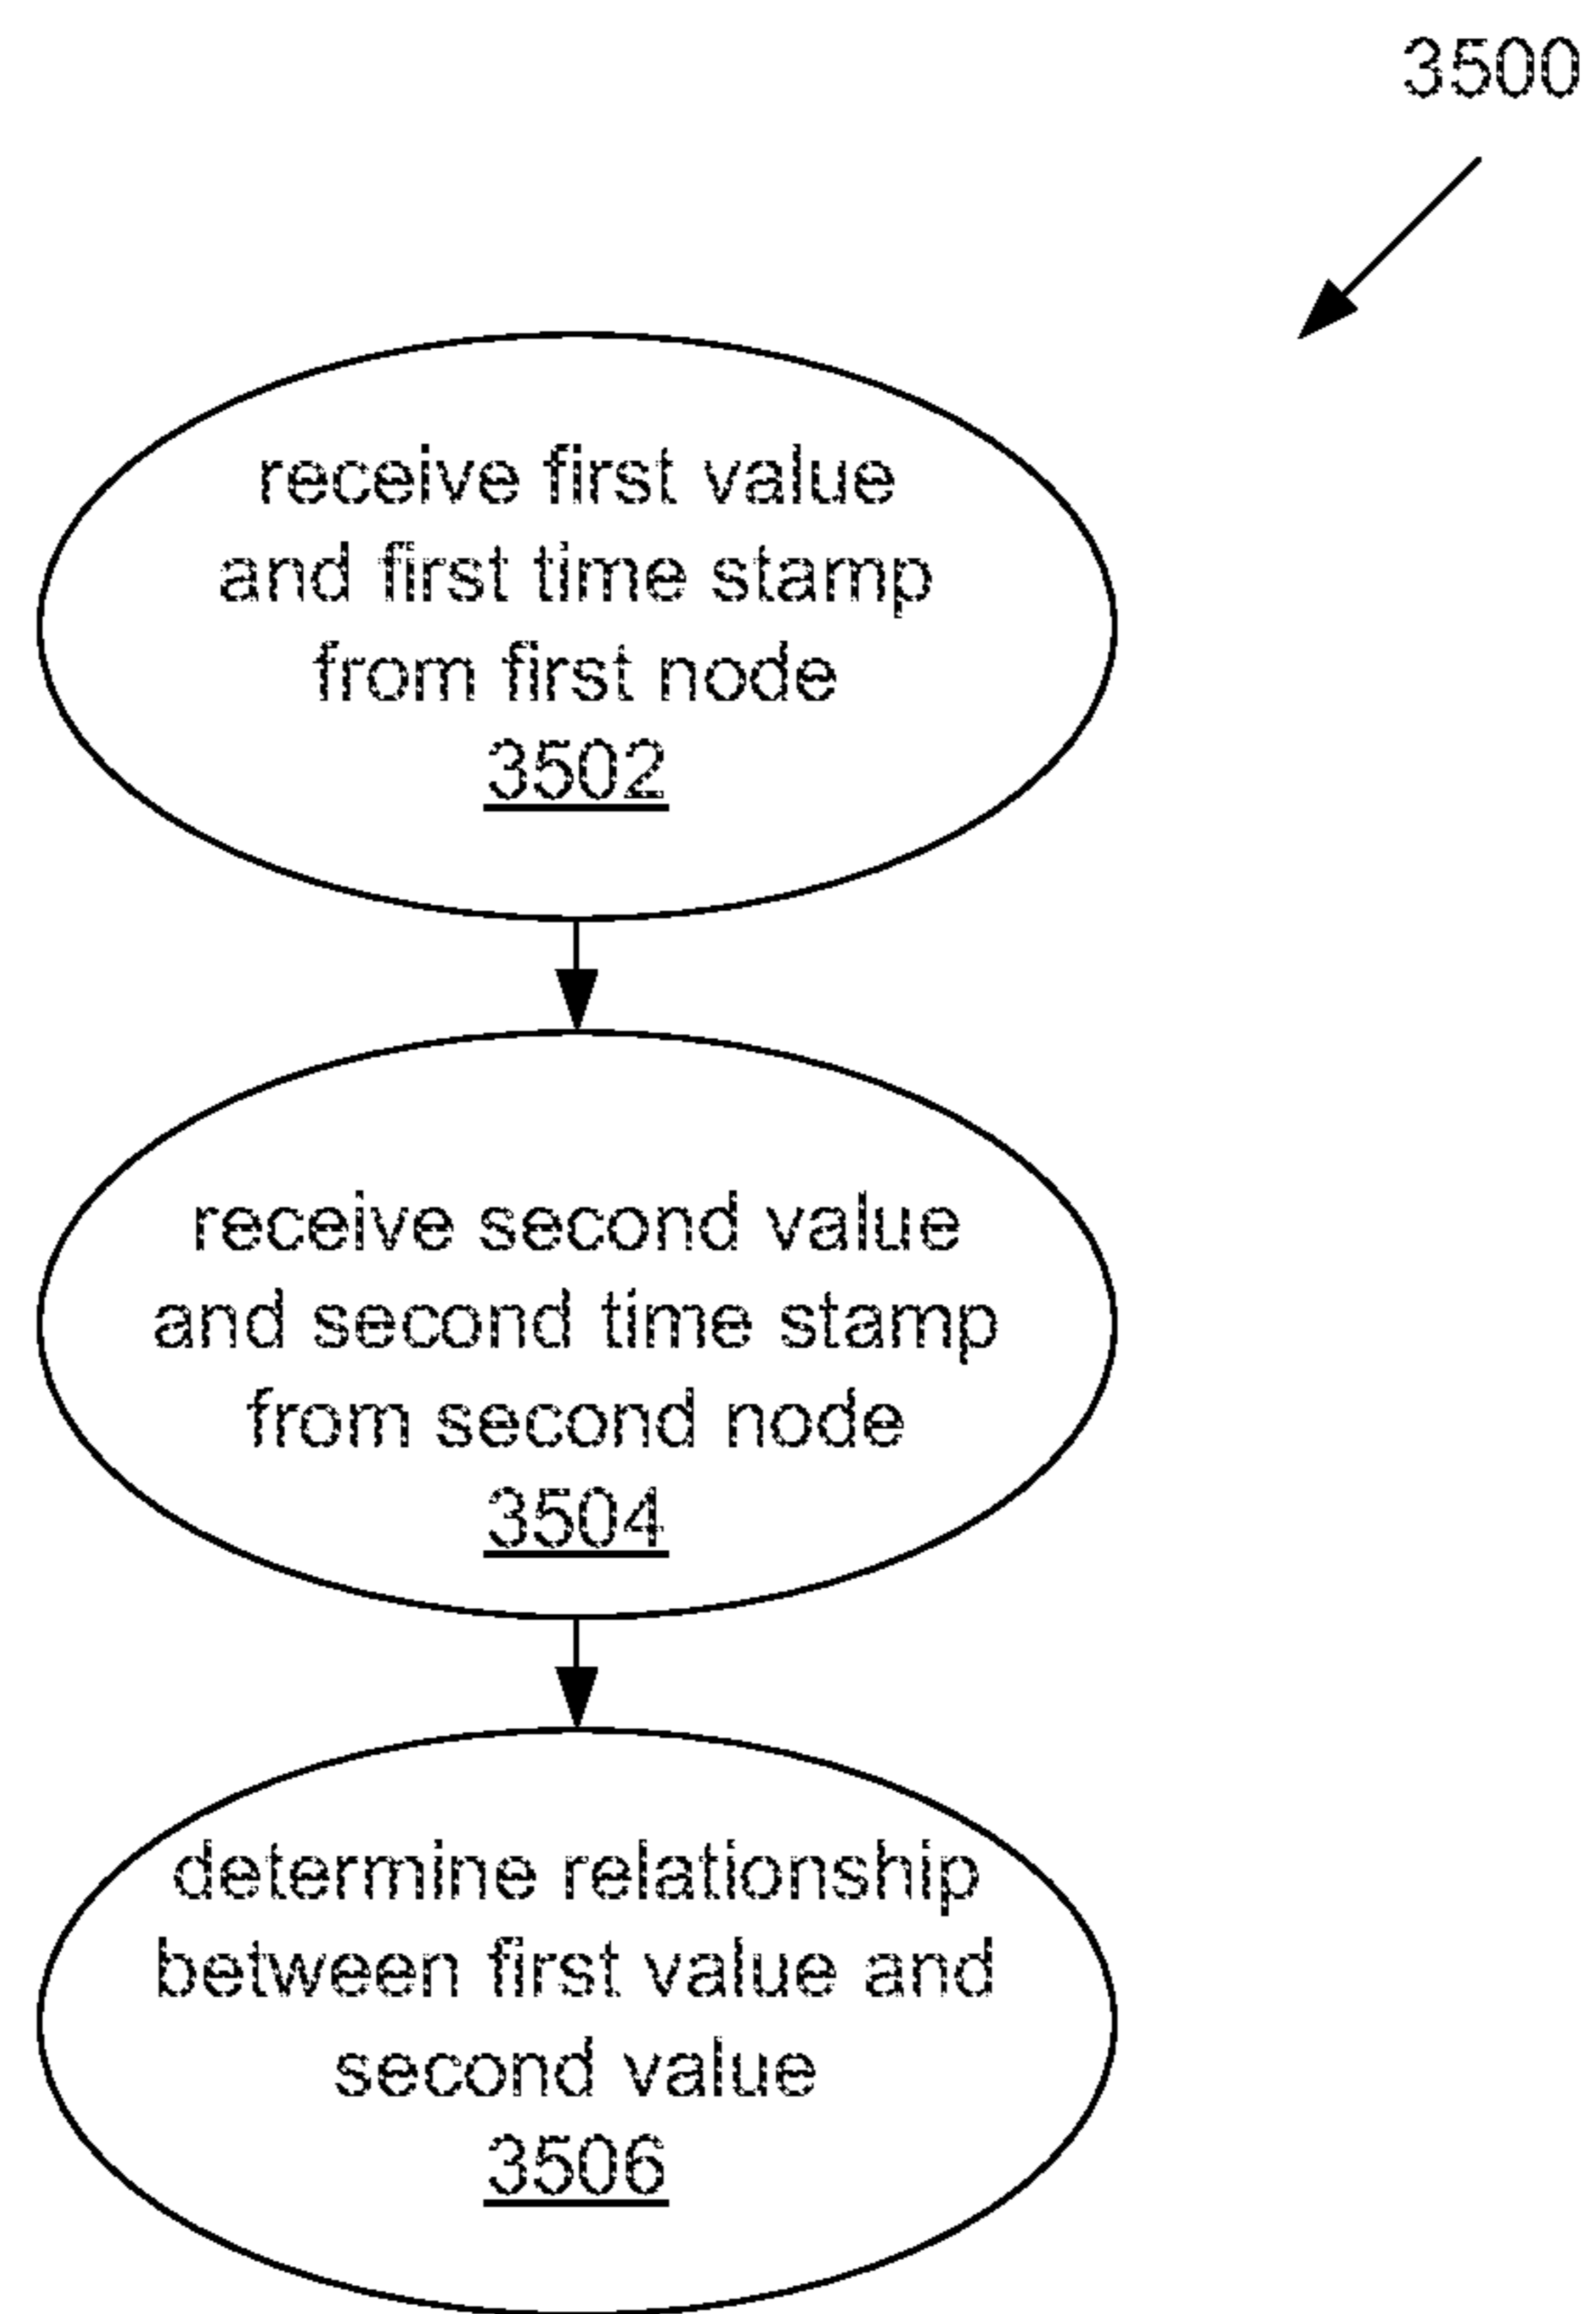 3500
receive first value
and first time stamp
from first node
3502
receive second value
and second time stamp
from second node
3504
determine relationship
between first value and
second value
3506